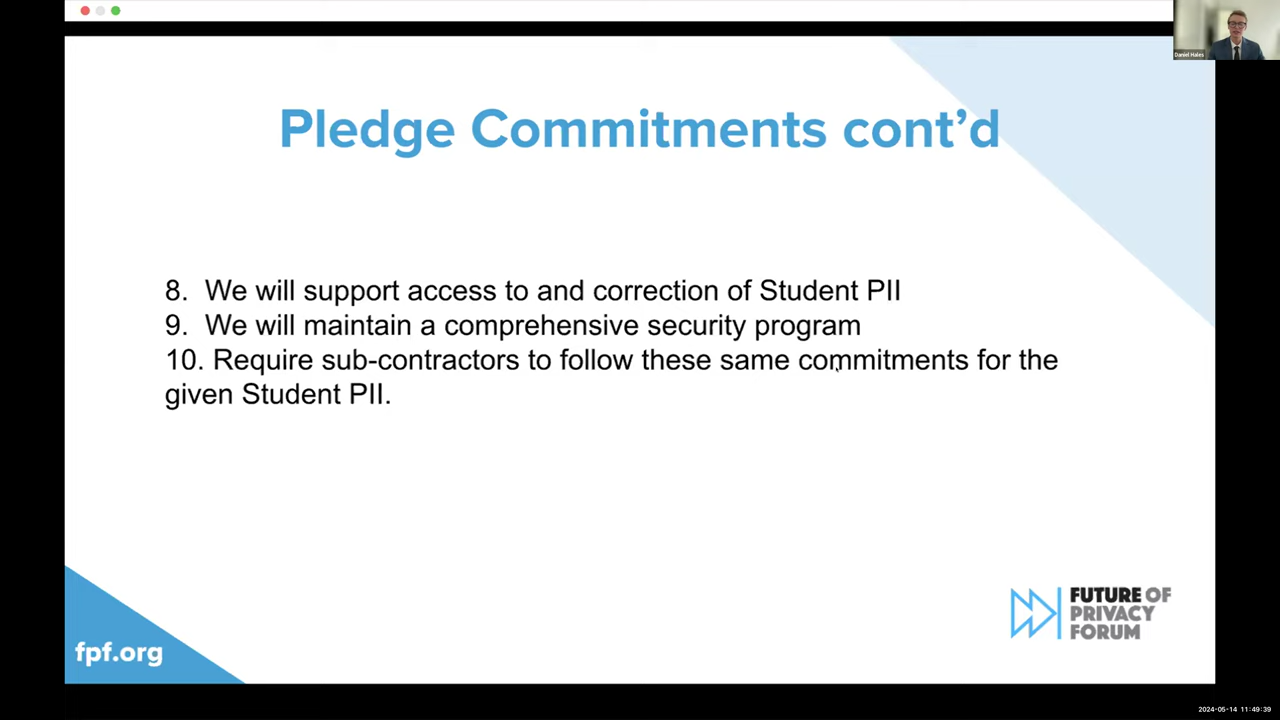 Daniel Hales
Pledge Commitments cont’d
8. We will support access to and correction of Student PII
9. We will maintain a comprehensive security program
10. Require sub-contractors to follow these same commitments for the
given Student PII.
fpf.org
FUTURE OF
PRIVACY
FORUM
2024-05-14 11:49:39